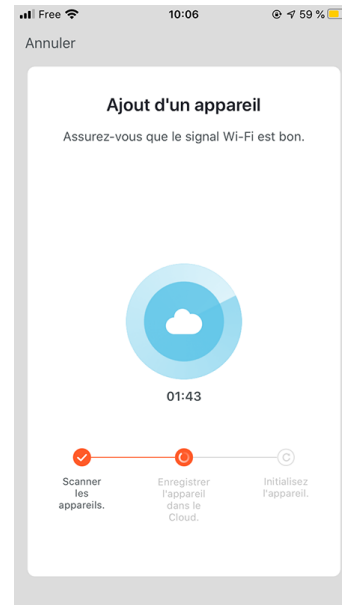 Free 10:06 59 %
Annuler
Ajout d'un appareil
Assurez-vous que le signal Wi-Fi est bon.
01:43
Scanner
les
appareils.
Enregistrer
l'appareil
dans le
Cloud.
Initialisez
l'appareil.